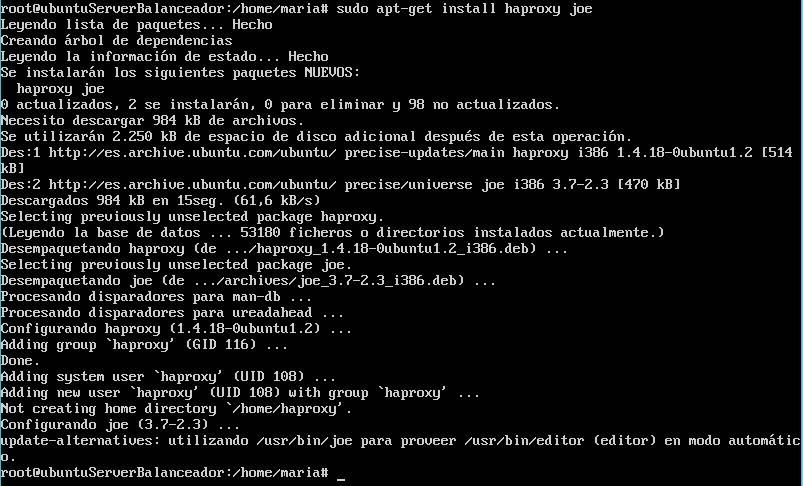 root@ubuntuServerBalanceador:/home/maria# sudo apt-get install haproxy joe
Leyendo lista de paquetes... Hecho
Creando árbol de dependencias
Leyendo la información de estado... Hecho
Se instalarán los siguientes paquetes NUEVOS:
  haproxy joe
0 actualizados, 2 se instalarán, 0 para eliminar y 98 no actualizados.
Necesito descargar 984 kB de archivos.
Se utilizarán 2.250 kB de espacio de disco adicional después de esta operación.
Des:1 http://es.archive.ubuntu.com/ubuntu/ precise-updates/main haproxy i386 1.4.18-0ubuntu1.2 [514
kB]
Des:2 http://es.archive.ubuntu.com/ubuntu/ precise/universe joe i386 3.7-2.3 [470 kB]
Descargados 984 kB en 15seg. (61,6 kB/s)
Selecting previously unselected package haproxy.
(Leyendo la base de datos ... 53180 ficheros o directorios instalados actualmente.)
Desempaquetando haproxy (de .../haproxy_1.4.18-0ubuntu1.2_i386.deb) ...
Selecting previously unselected package joe.
Desempaquetando joe (de .../archives/joe_3.7-2.3_i386.deb) ...
Procesando disparadores para man-db ...
Procesando disparadores para ureadahead ...
Configurando haproxy (1.4.18-0ubuntu1.2) ...
Adding group `haproxy' (GID 116) ...
Done.
Adding system user `haproxy' (UID 108) ...
Adding new user `haproxy' (UID 108) with group `haproxy' ...
Not creating home directory `/home/haproxy'.
Configurando joe (3.7-2.3) ...
update-alternatives: utilizando /usr/bin/joe para proveer /usr/bin/editor (editor) en modo automátic
o.
root@ubuntuServerBalanceador:/home/maria# _